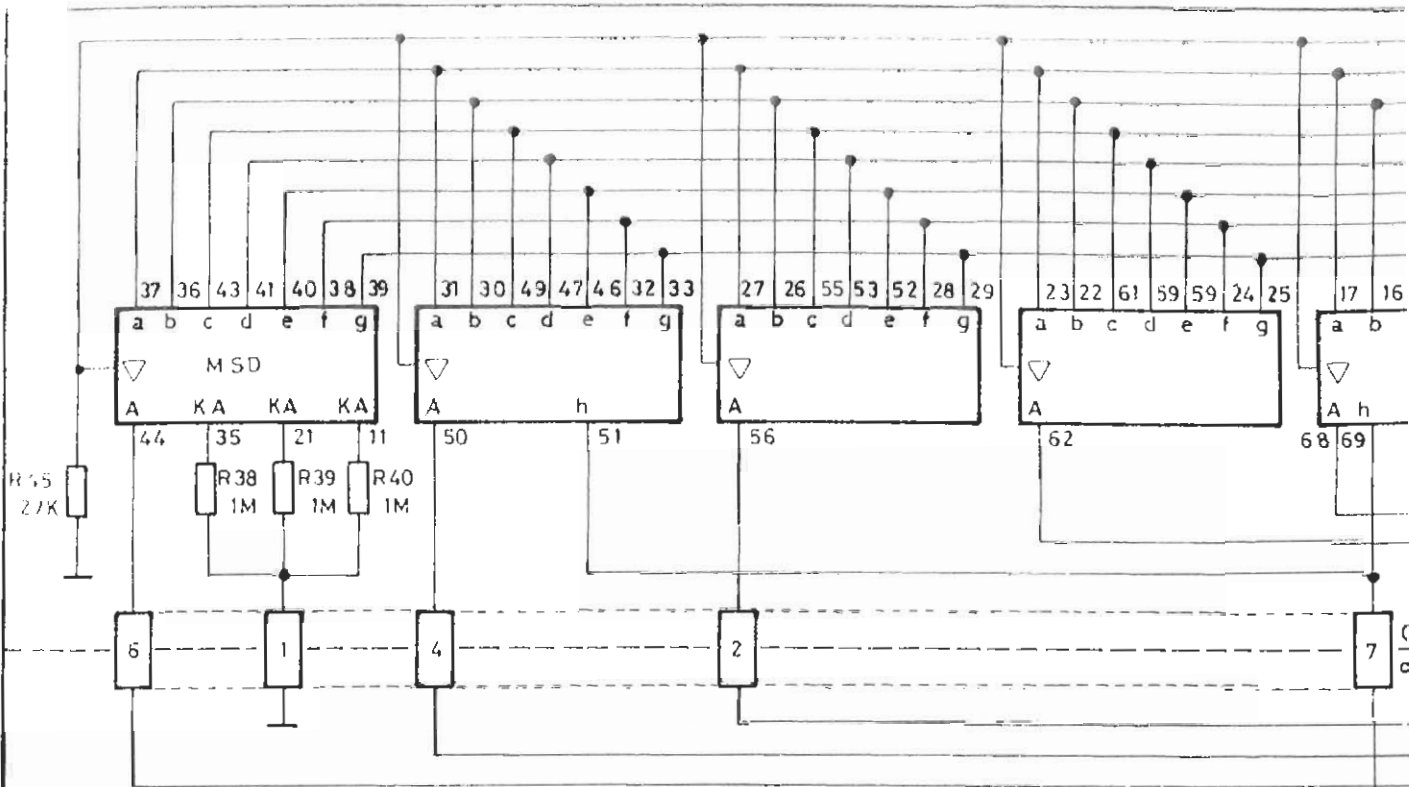 37 36 43 41 40 38 39 31 30 49 47 46 32 33 27 26 55 53 52 28 29 23 22 61 59 59 24 25 17 16
a b c d e f g a b c d e f g a b c d e f g a b c d e f g a b
MSD
A KA KA KA A h A A A h
44 35 21 11 50 51 56 62 68 69
R38 R39 R40
1M 1M 1M
6 1 4 2 7